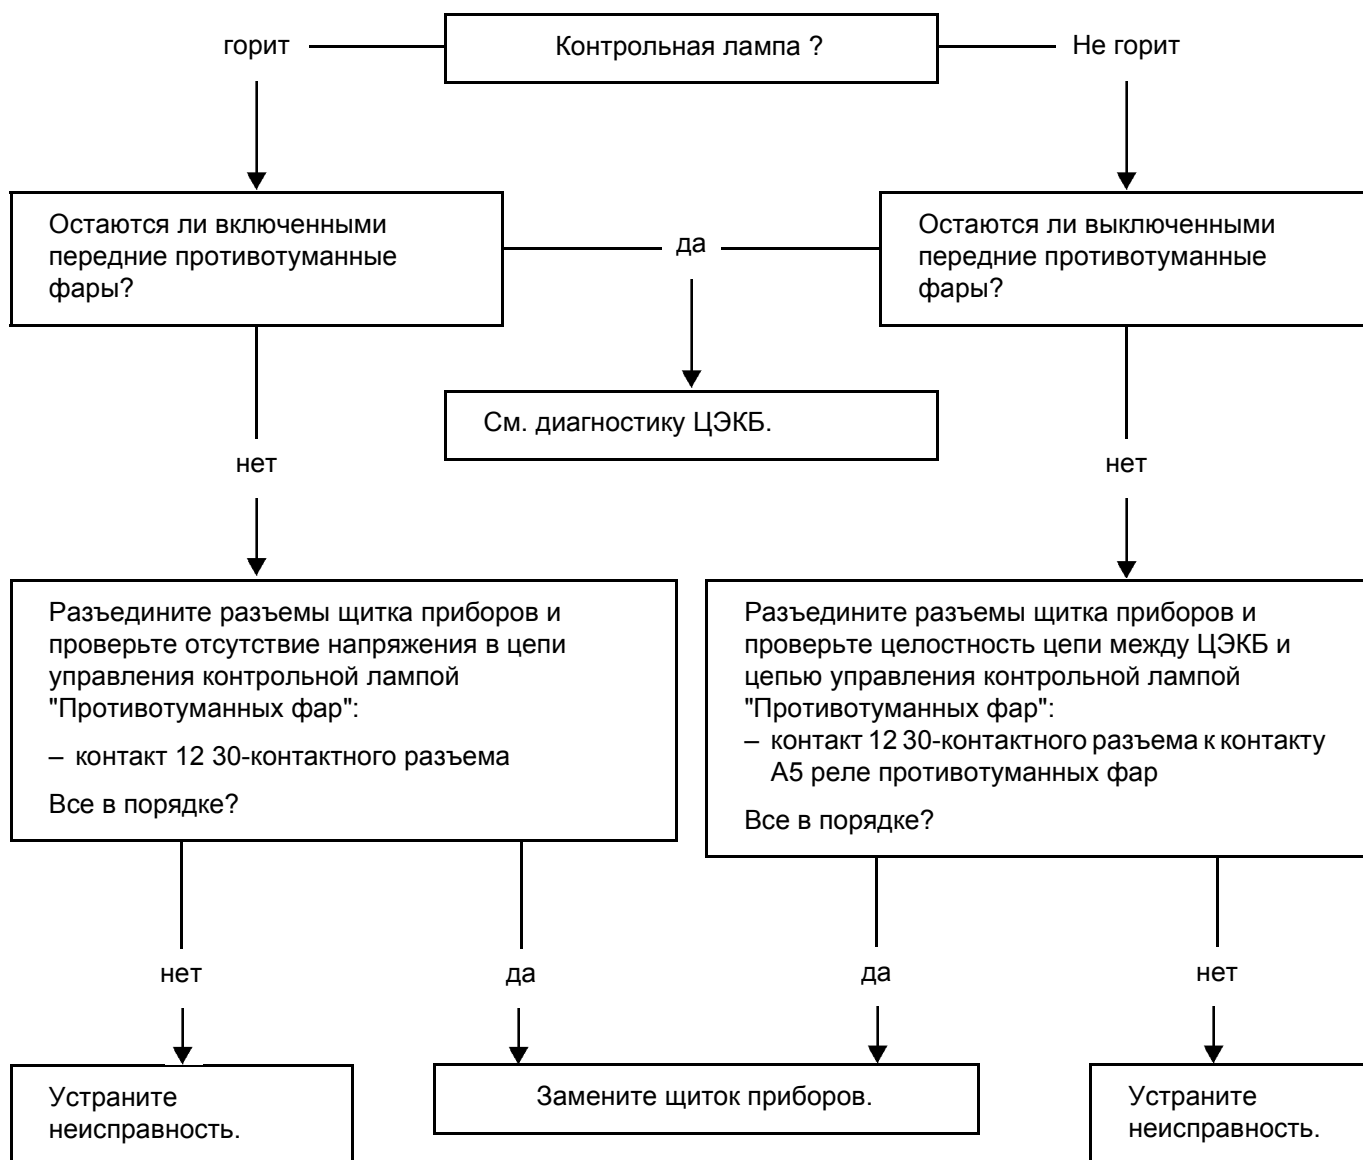 горит
Контрольная лампа ?
Не горит
Остаются ли включенными
передние противотуманные
фары?
да
Остаются ли выключенными
передние противотуманные
фары?
См. диагностику ЦЭКБ.
нет
нет
Разъедините разъемы щитка приборов и
проверьте отсутствие напряжения в цепи
управления контрольной лампой
"Противотуманных фар":
– контакт 12 30-контактного разъема
Все в порядке?
Разъедините разъемы щитка приборов и
проверьте целостность цепи между ЦЭКБ и
цепью управления контрольной лампой
"Противотуманных фар":
– контакт 12 30-контактного разъема к контакту
A5 реле противотуманных фар
Все в порядке?
нет
да
да
нет
Устраните
неисправность.
Замените щиток приборов.
Устраните
неисправность.